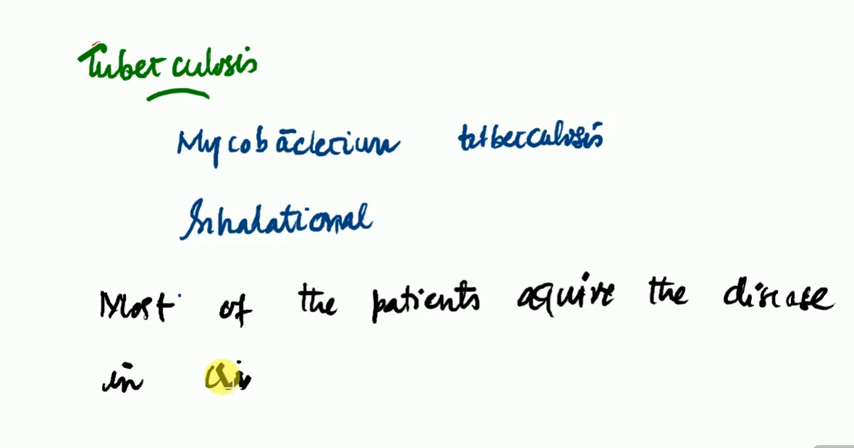 Tuberculosis
Mycobacterium tuberculosis
Inhalational
Most of the patients aquire the disease
in